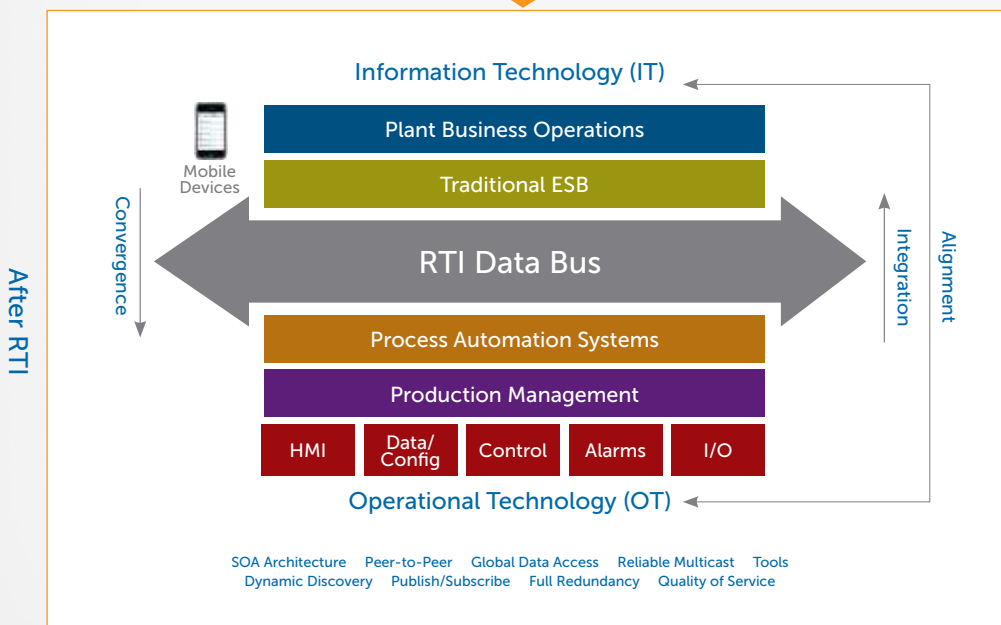 Information Technology (IT)
Plant Business Operations
Mobile
Devices
Traditional ESB
Convergence
RTI Data Bus
Integration
Alignment
After RTI
Process Automation Systems
Production Management
HMI
Data/
Config
Control
Alarms
I/O
Operational Technology (OT)
SOA Architecture Peer-to-Peer Global Data Access Reliable Multicast Tools
Dynamic Discovery Publish/Subscribe Full Redundancy Quality of Service